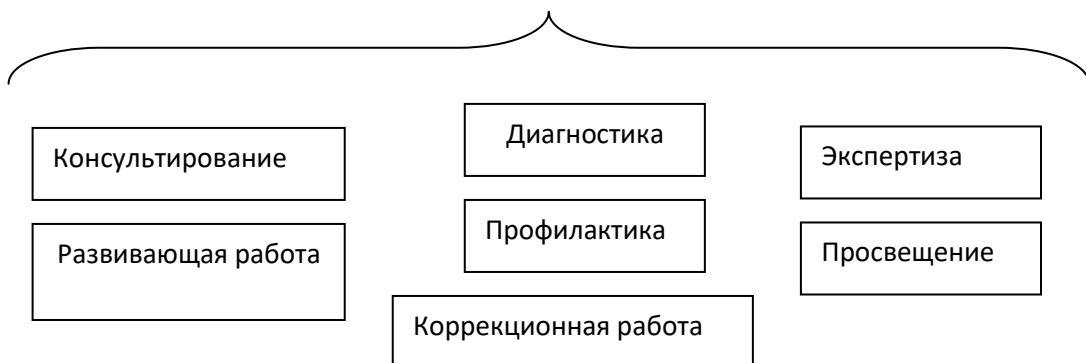 Консультирование
Диагностика
Экспертиза
Развивающая работа
Профилактика
Просвещение
Коррекционная работа